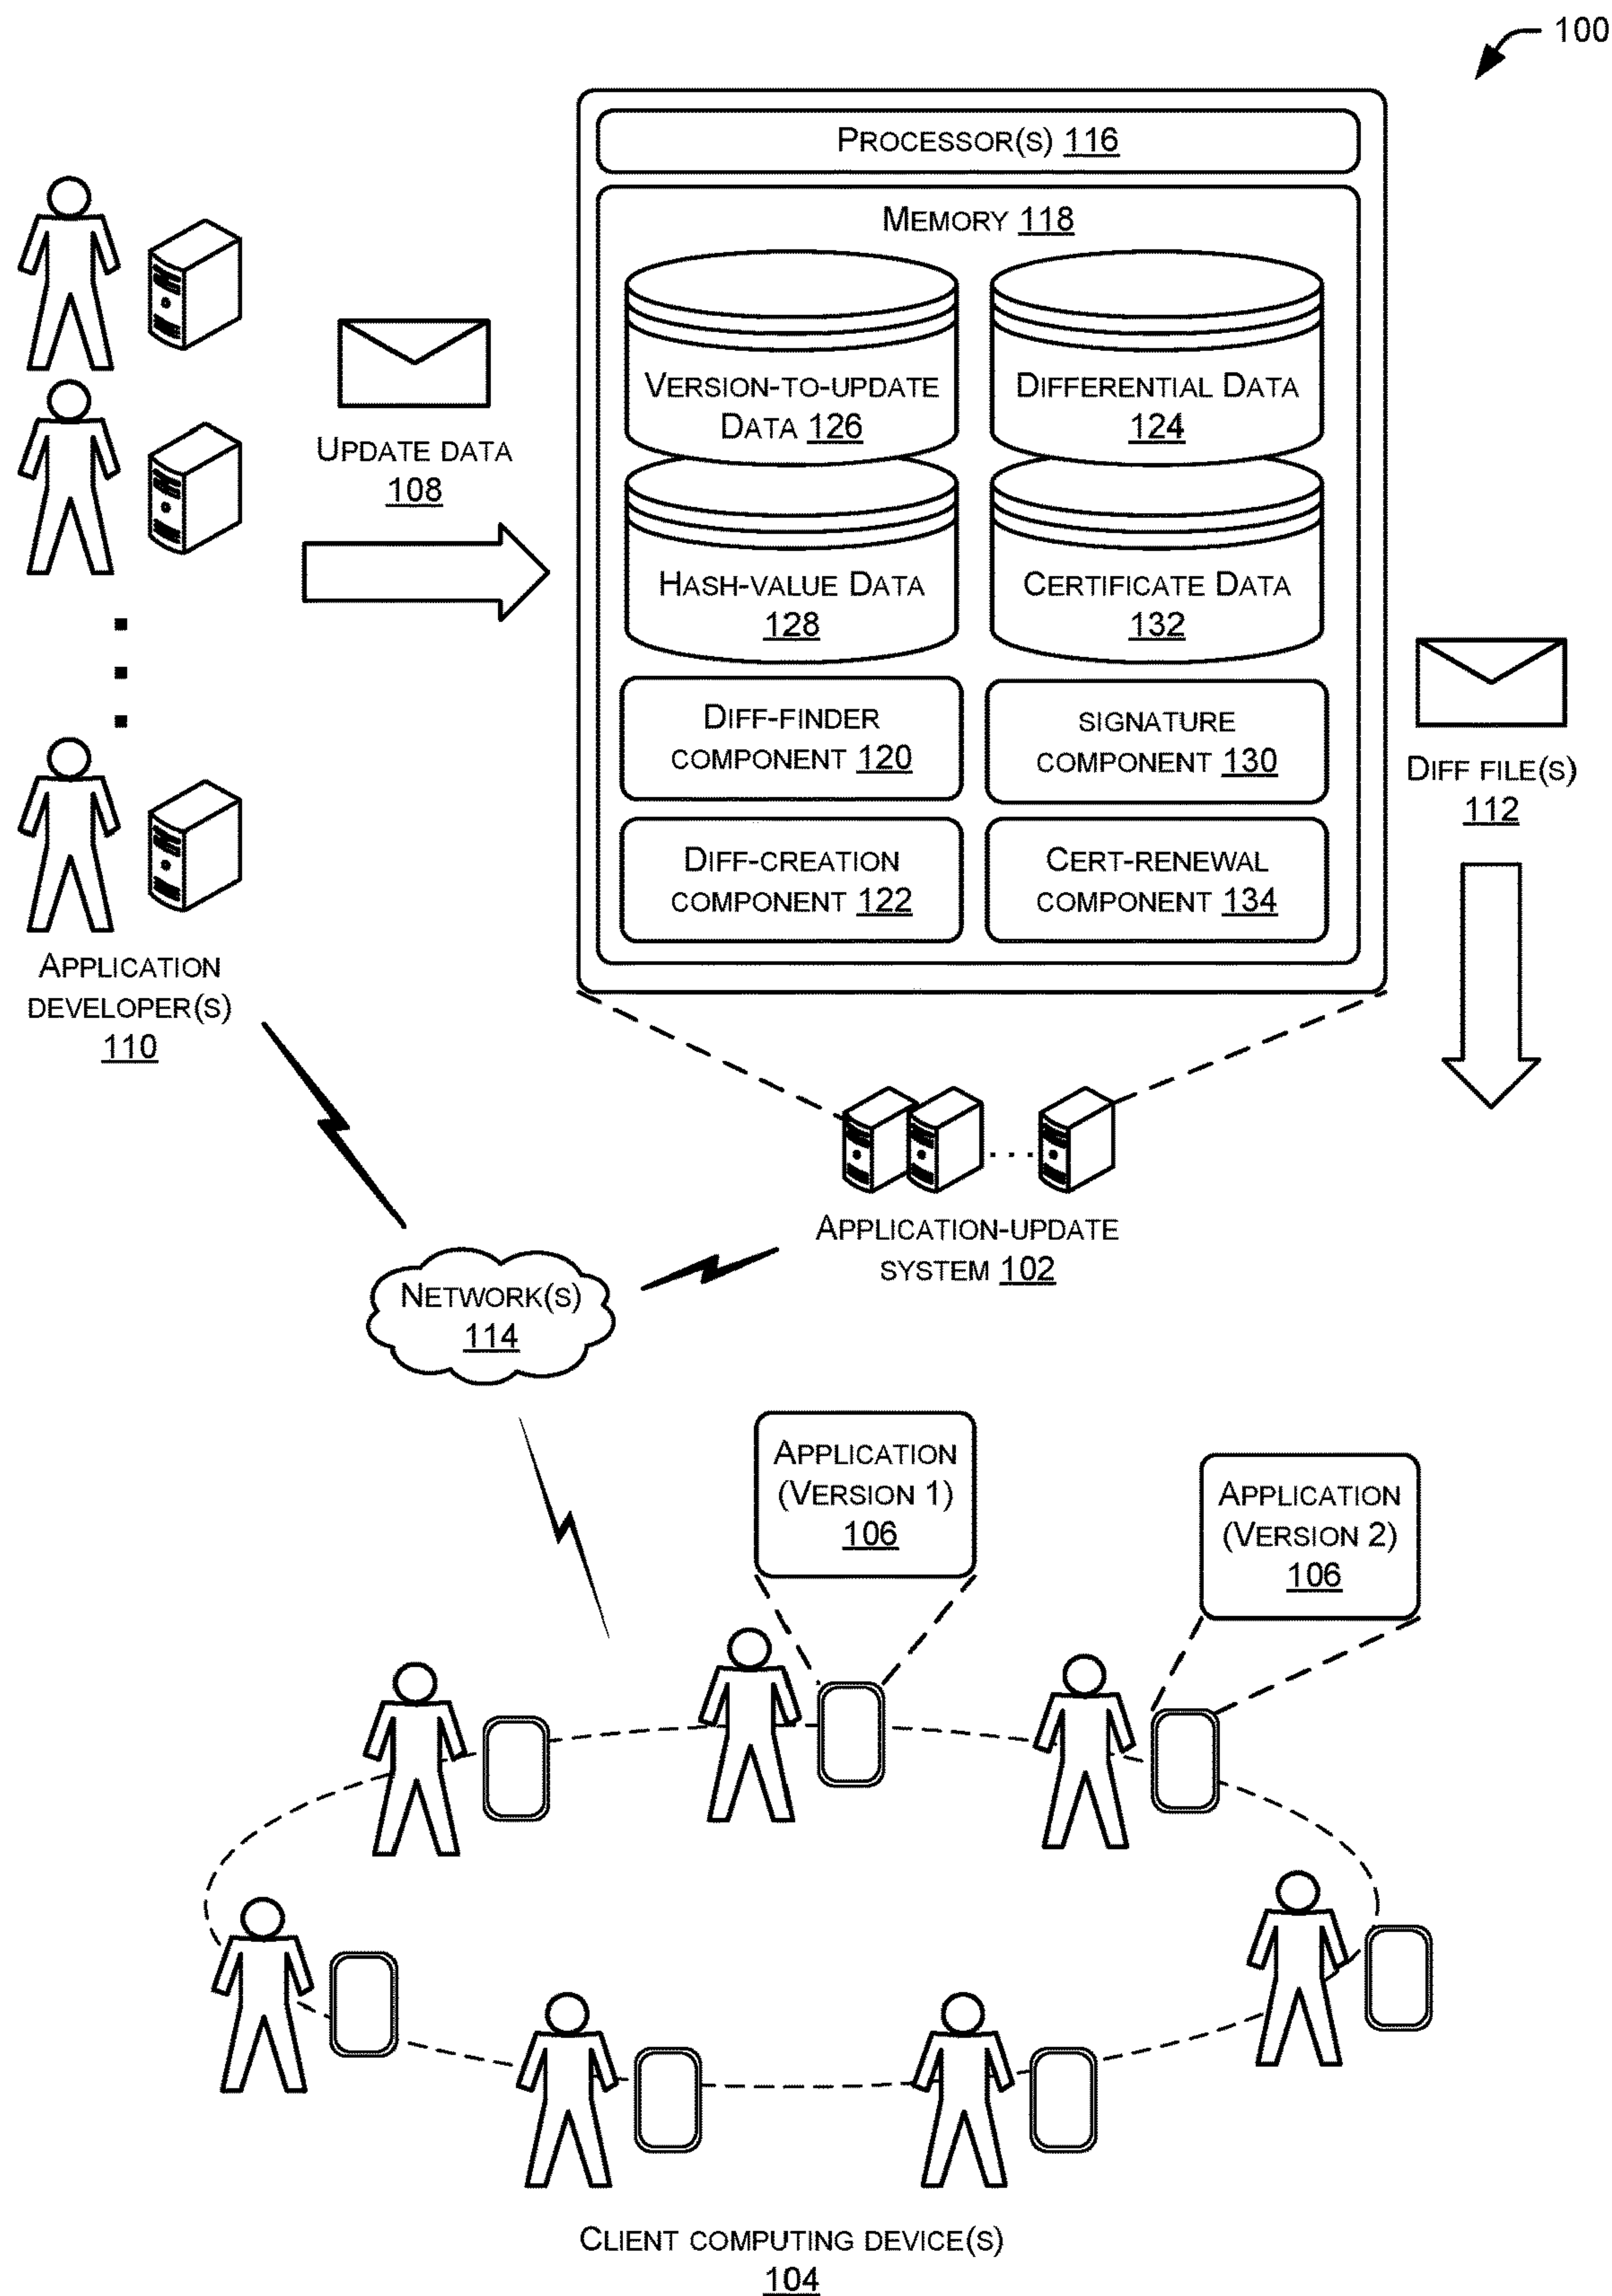 100
PROCESSOR(S) 116
MEMORY 118
VERSION-TO-UPDATE
DATA 126
DIFFERENTIAL DATA
124
UPDATE DATA
108
HASH-VALUE DATA
128
CERTIFICATE DATA
132
DIFF-FINDER
COMPONENT 120
SIGNATURE
COMPONENT 130
DIFF FILE(S)
112
DIFF-CREATION
COMPONENT 122
CERT-RENEWAL
COMPONENT 134
APPLICATION
DEVELOPER(S)
110
APPLICATION-UPDATE
SYSTEM 102
NETWORK(S)
114
APPLICATION
(VERSION 1)
106
APPLICATION
(VERSION 2)
106
CLIENT COMPUTING DEVICE(S)
104